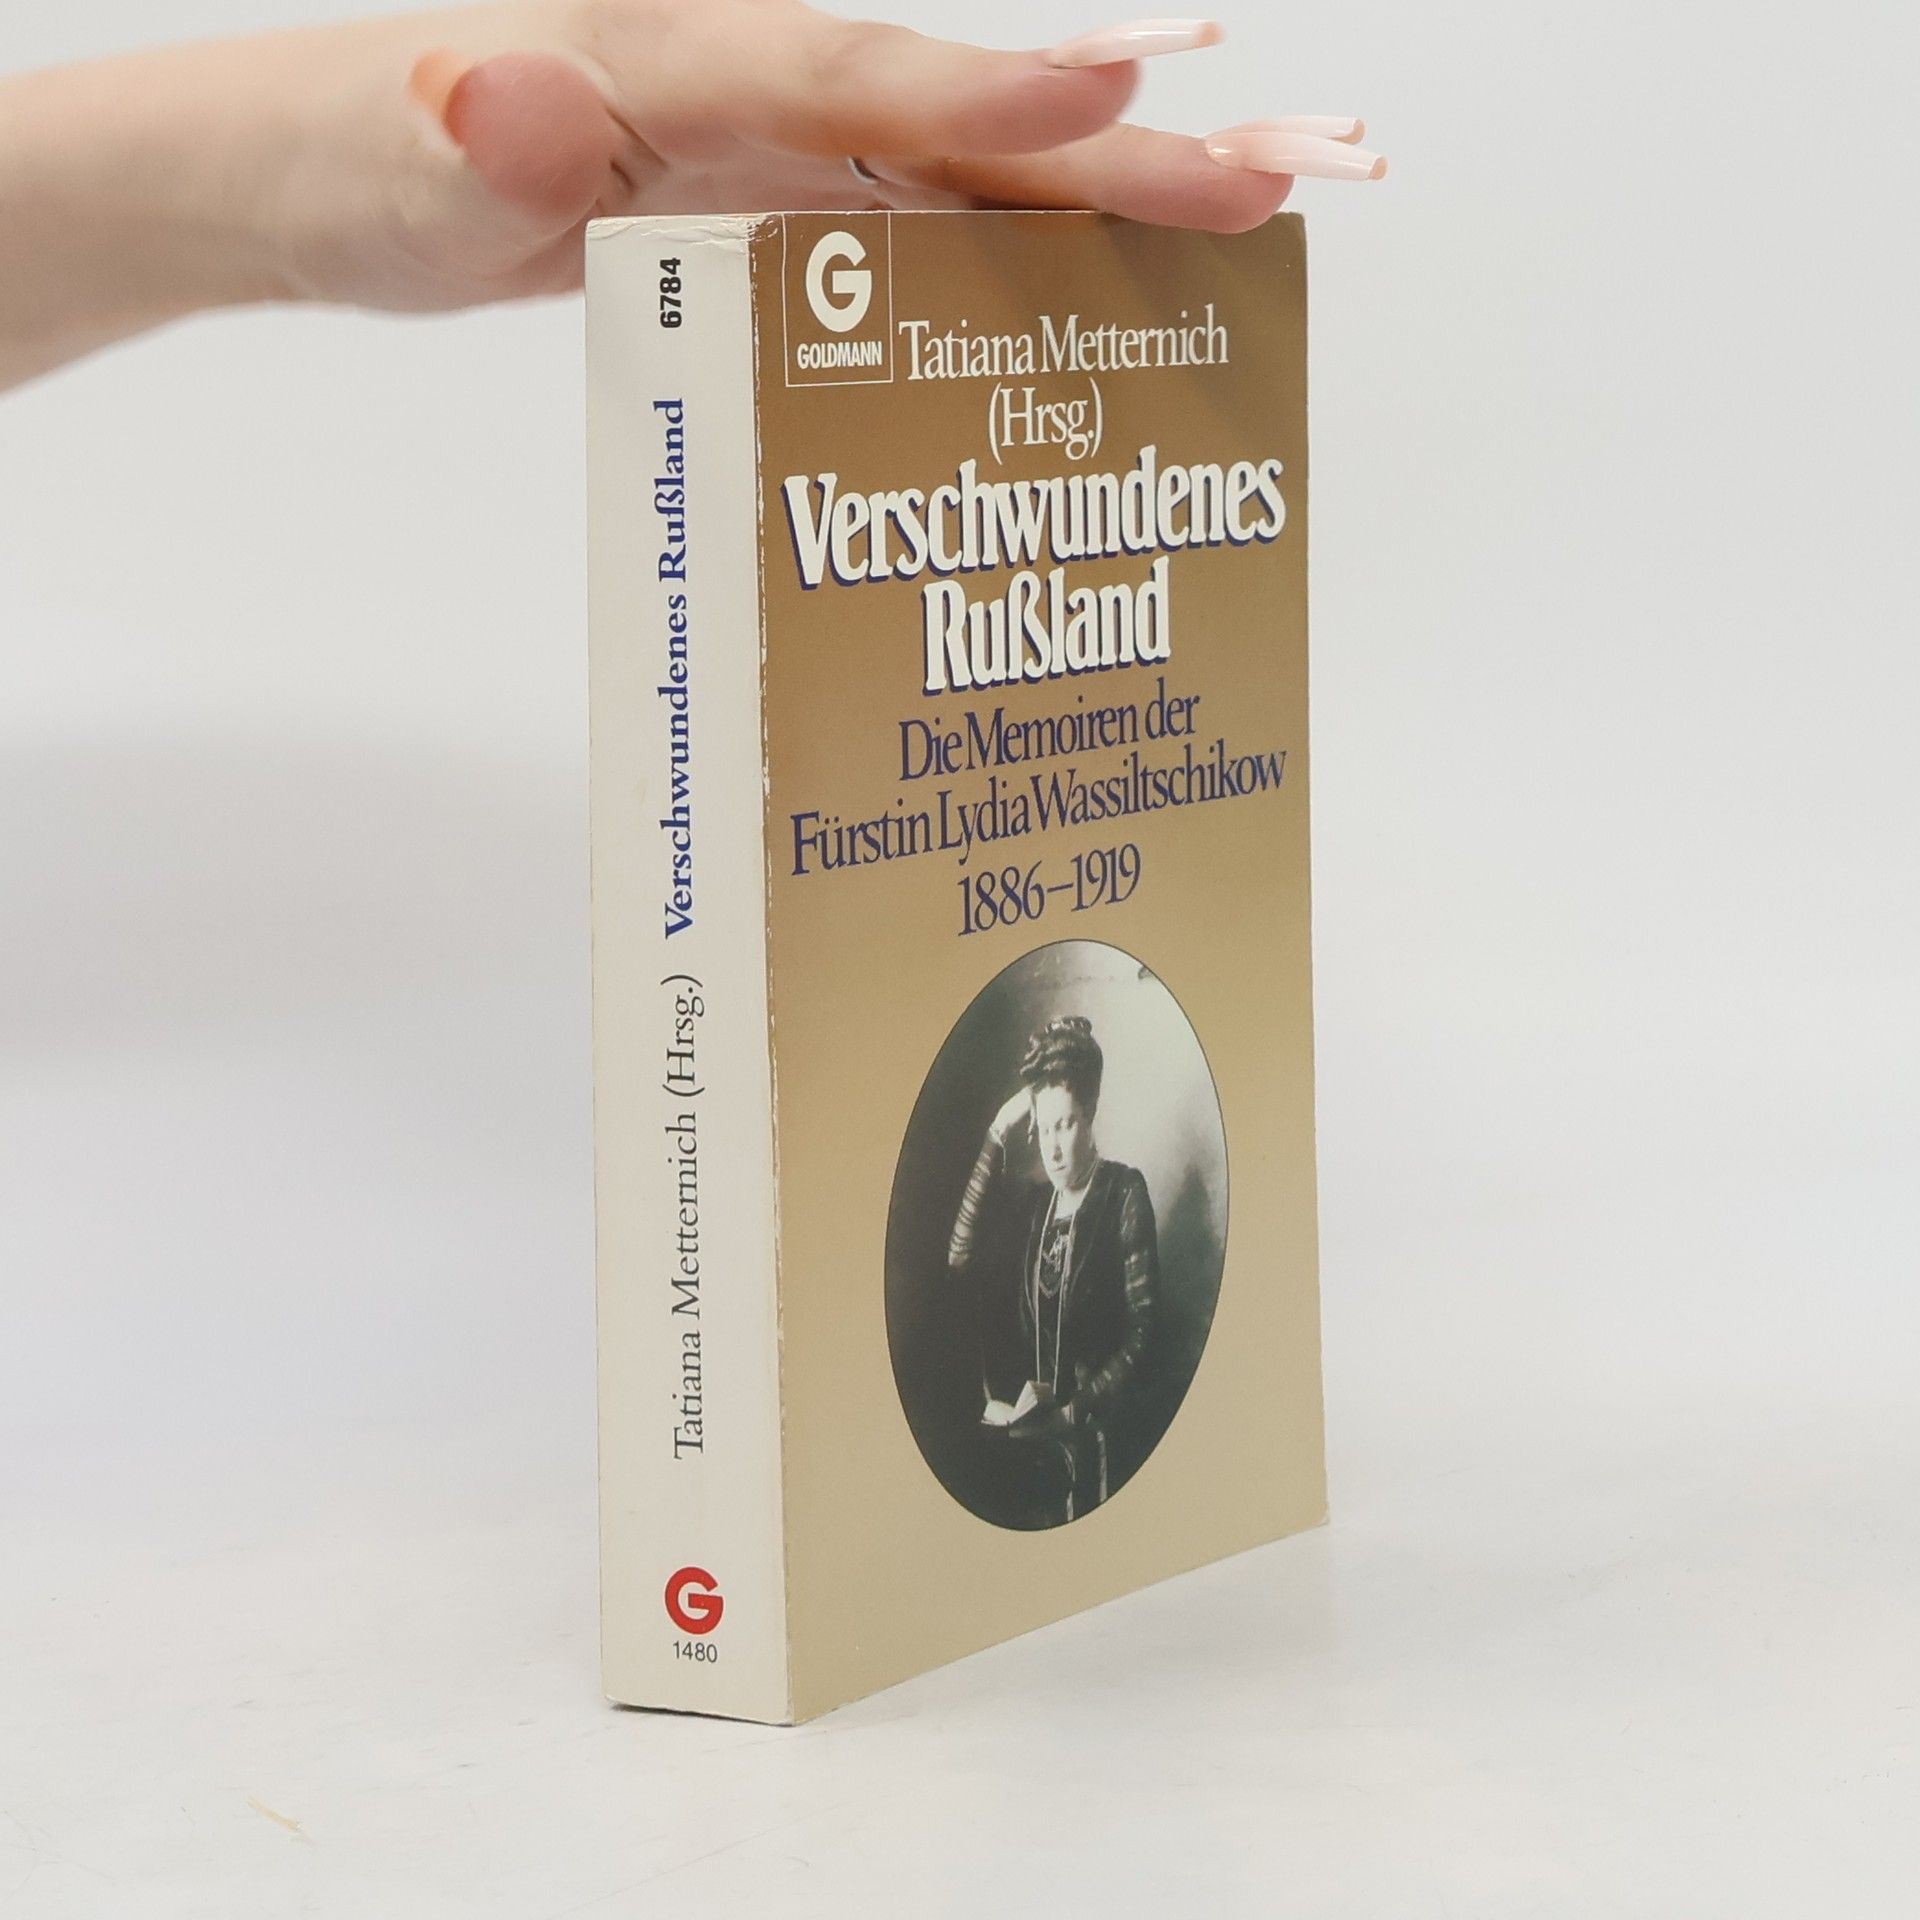 6784
Tatiana Metternich (Hrsg.) Verschwundenes Rußland
G
1480
G
GOLDMANN
Tatiana Metternich
(Hrsg.)
Verschwundenes
Rußland
Die Memoiren der
Fürstin Lydia Wassiltschikow
1886–1919